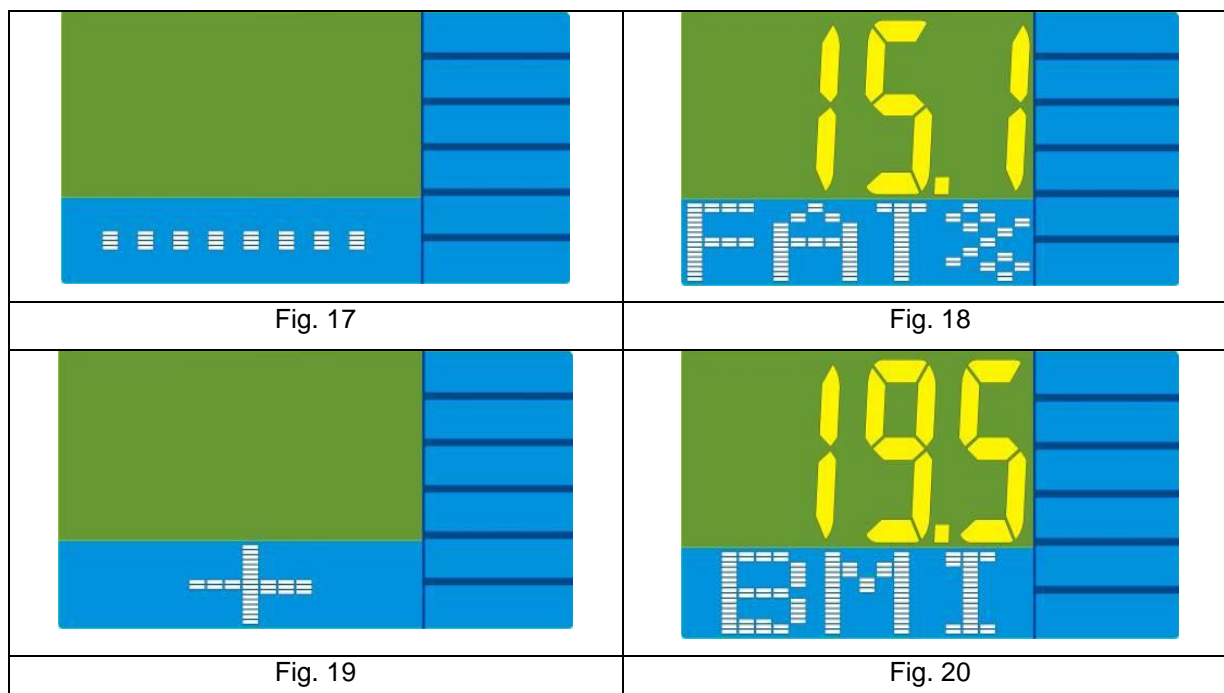 --------
15.1
FAT%
Fig. 17
Fig. 18
+
19.5
BMI
Fig. 19
Fig. 20